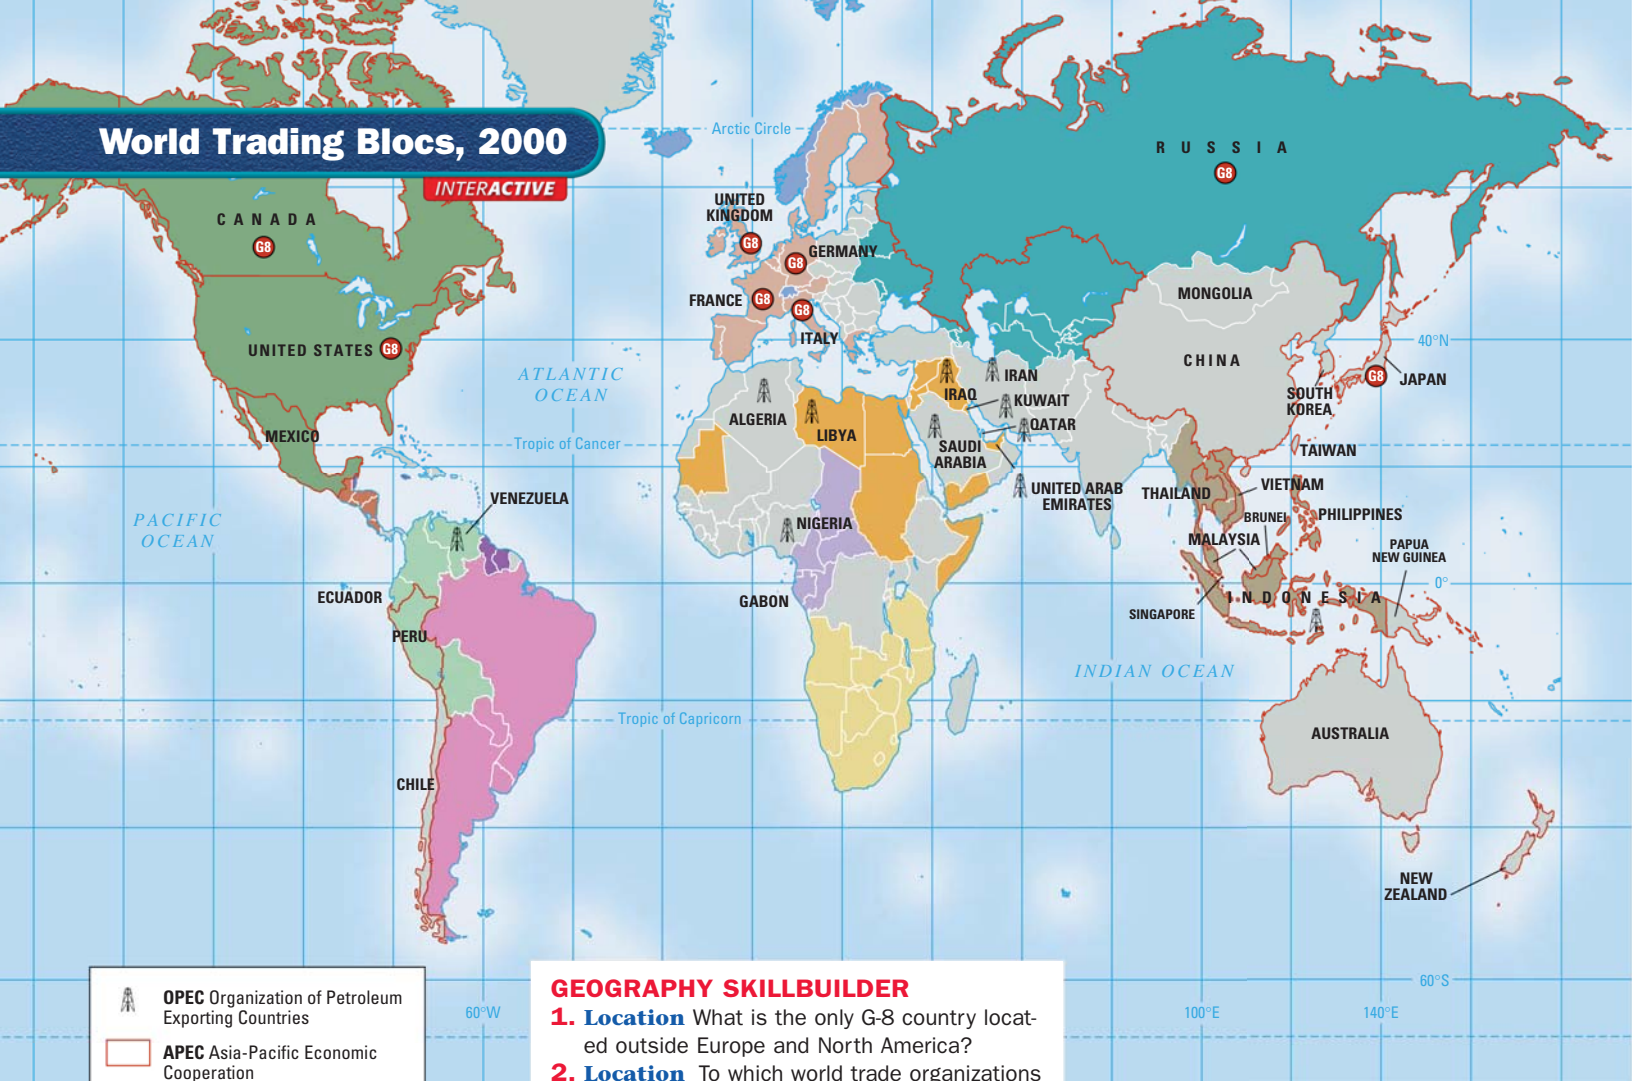 World Trading Blocs, 2000
INTERACTIVE
Arctic Circle
RUSSIA
G8
CANADA
G8
UNITED
KINGDOM
G8
GERMANY
G8
FRANCE
G8
G8
ITALY
MONGOLIA
UNITED STATES
G8
CHINA
40°N
JAPAN
G8
SOUTH
KOREA
ATLANTIC
OCEAN
IRAN
IRAQ
KUWAIT
QATAR
ALGERIA
LIBYA
SAUDI
ARABIA
MEXICO
Tropic of Cancer
TAIWAN
UNITED ARAB
EMIRATES
THAILAND
VIETNAM
VENEZUELA
PACIFIC
OCEAN
NIGERIA
BRUNEI
PHILIPPINES
MALAYSIA
PAPUA
NEW GUINEA
0°
ECUADOR
GABON
INDONESIA
SINGAPORE
PERU
INDIAN OCEAN
Tropic of Capricorn
AUSTRALIA
CHILE
NEW
ZEALAND
60°S
60°W
100°E
140°E
OPEC Organization of Petroleum
Exporting Countries
APEC Asia-Pacific Economic
Cooperation
GEOGRAPHY SKILLBUILDER
1. Location What is the only G-8 country locat-
ed outside Europe and North America?
2. Location To which world trade organizations